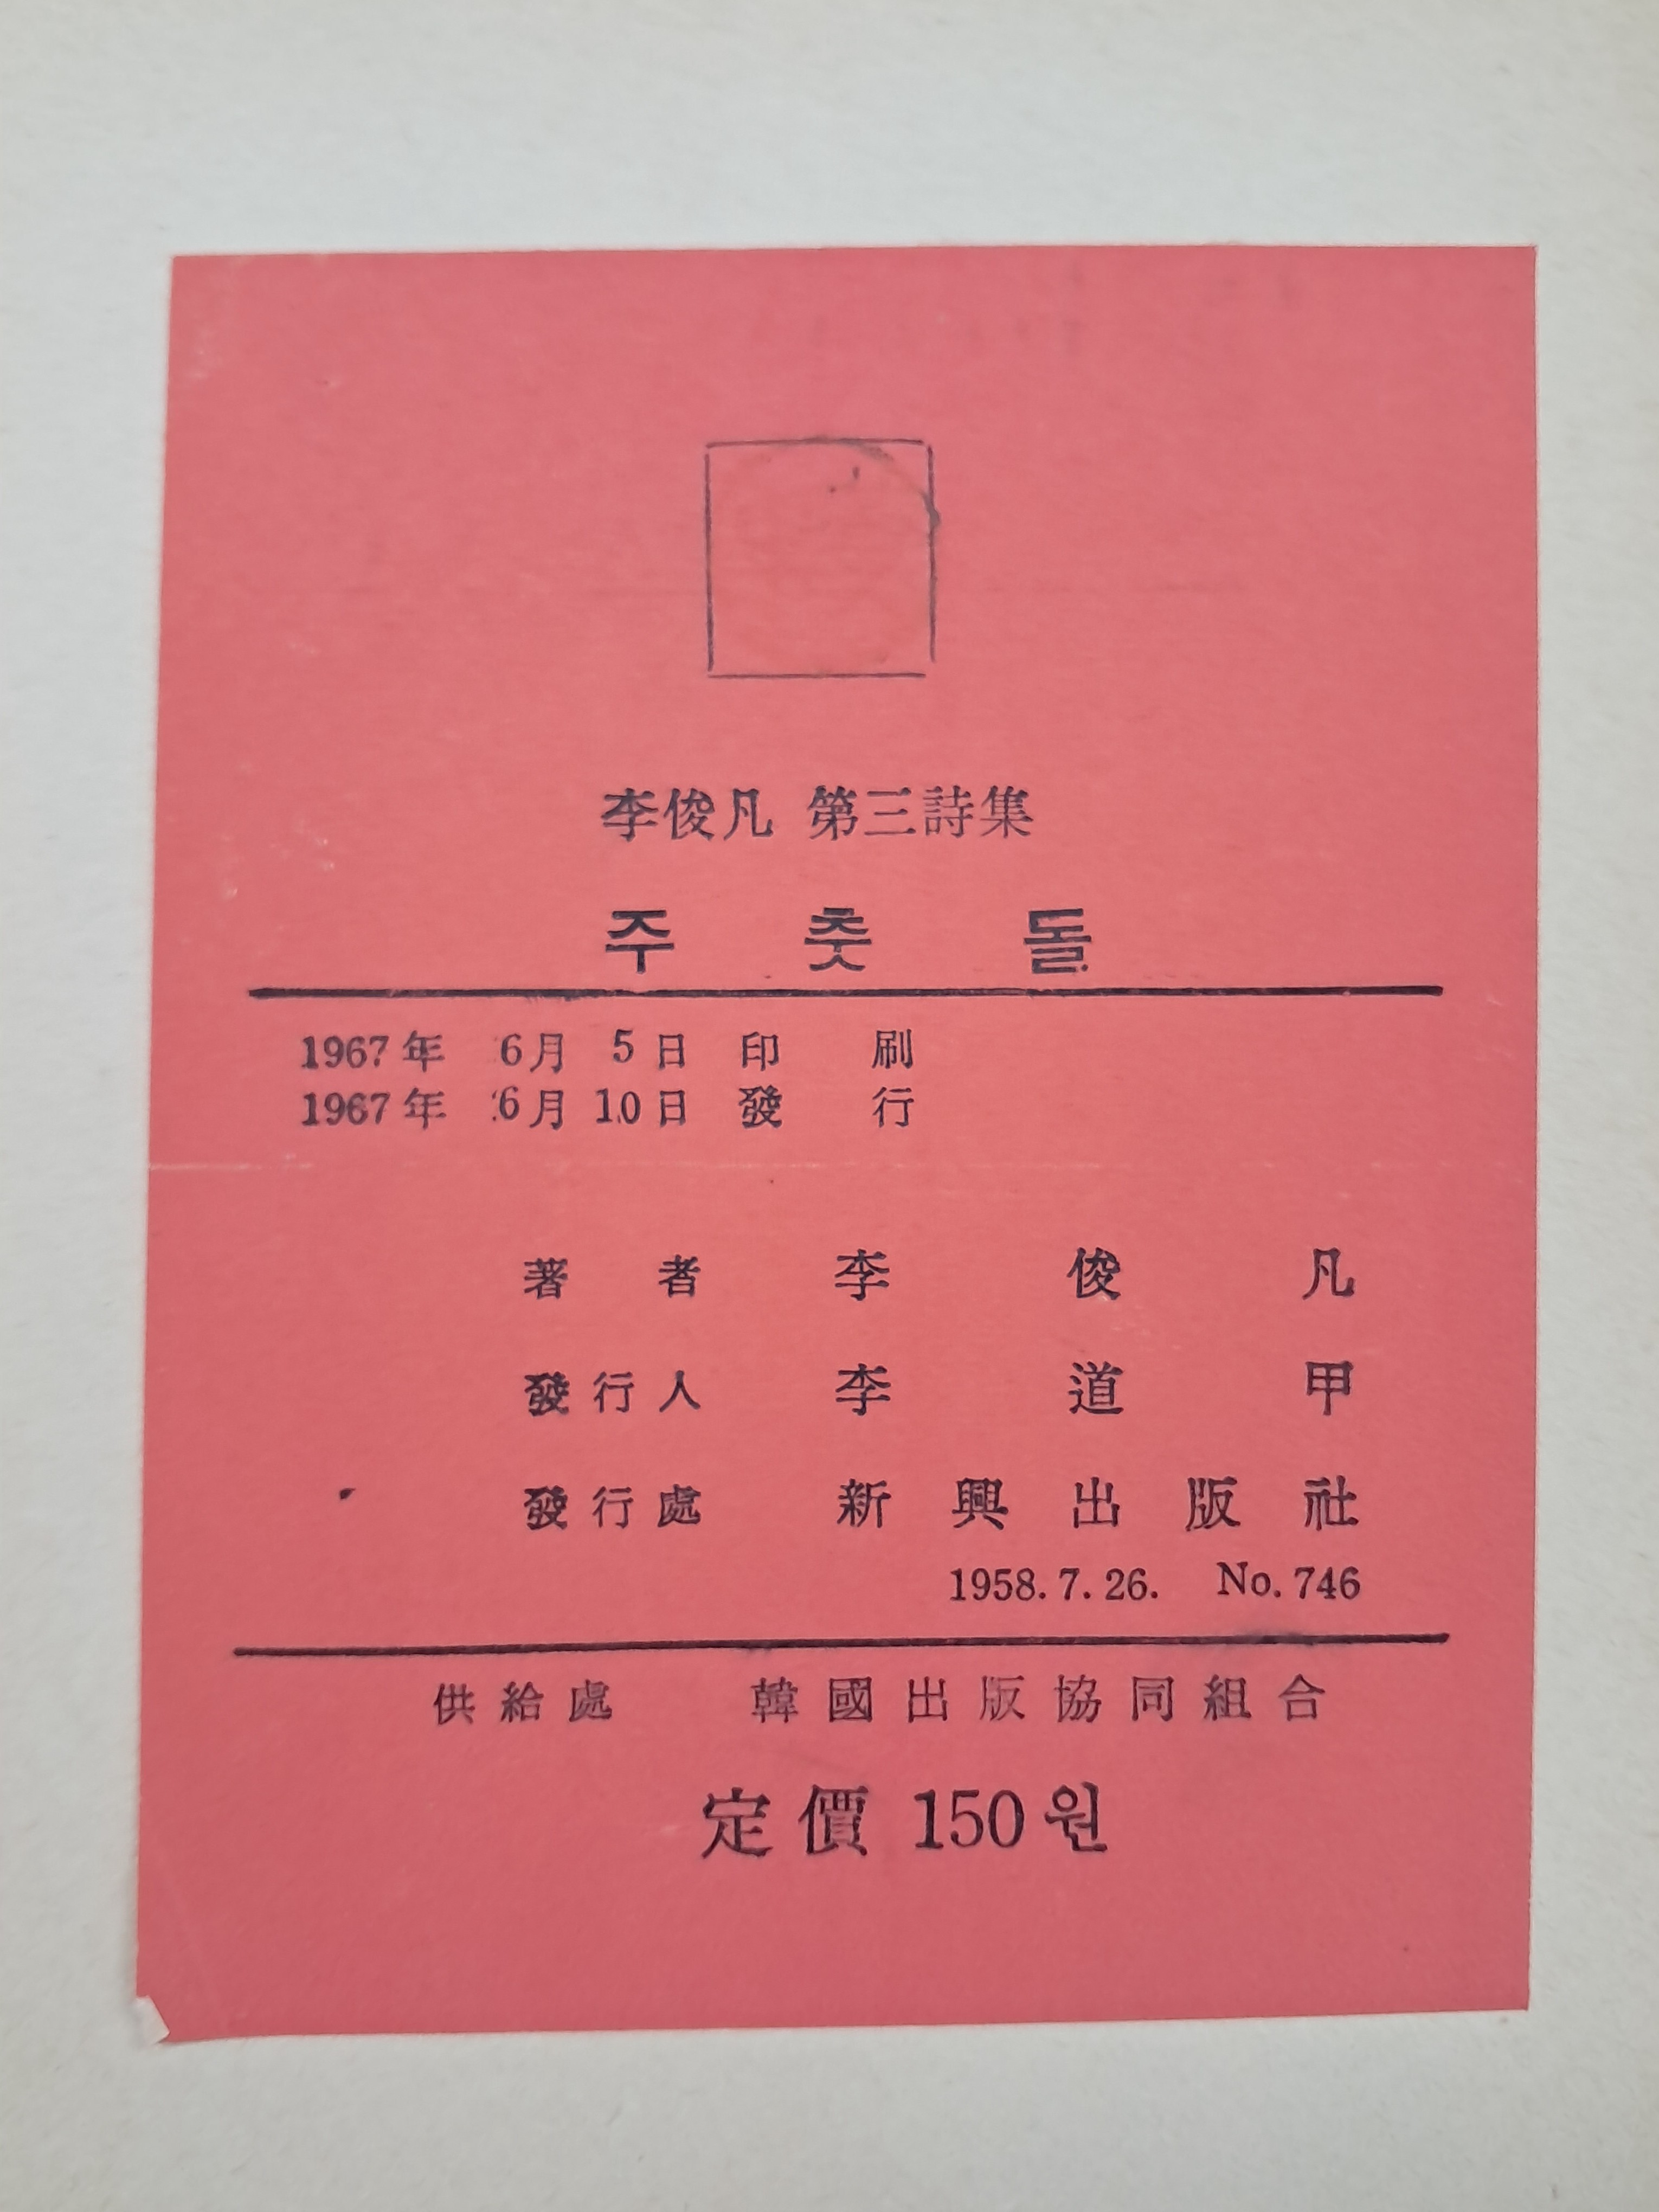 李俊凡 第三詩集
주춧돌
1967年 6月 5日 印刷
1967年 6月 10日 發行
著者 李俊凡
發行人 李道甲
發行處 新興出版社
1958. 7. 26. No. 746
供給處 韓國出版協同組合
定價 150원